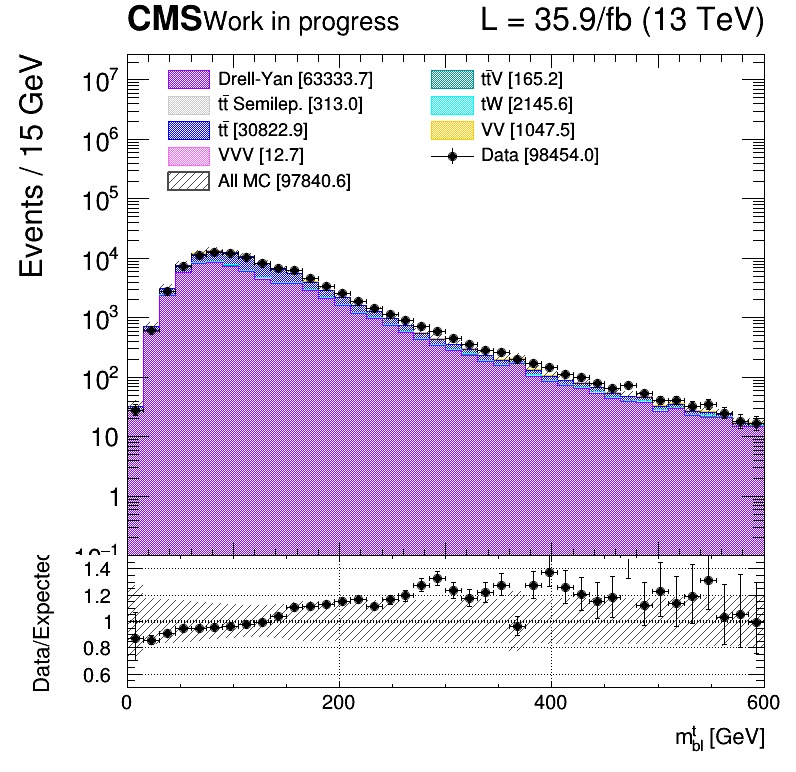 CMS Work in progress L = 35.9/fb (13 TeV)
Events / 15 GeV
10⁷
10⁶
10⁵
10⁴
10³
10²
10
1
10⁻¹
Drell-Yan [63333.7]
tt̄ Semilep. [313.0]
tt̄ [30822.9]
VVV [12.7]
All MC [97840.6]
tt̄V [165.2]
tW [2145.6]
VV [1047.5]
Data [98454.0]
Data/Expected
1.4
1.2
1
0.8
0.6
0 200 400 600
mᵗbl [GeV]